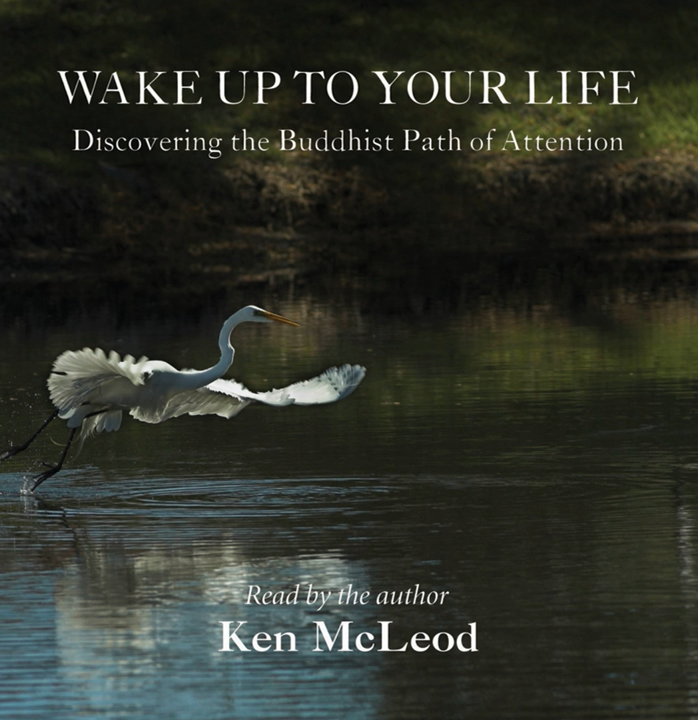 WAKE UP TO YOUR LIFE
Discovering the Buddhist Path of Attention
Read by the author
Ken McLeod